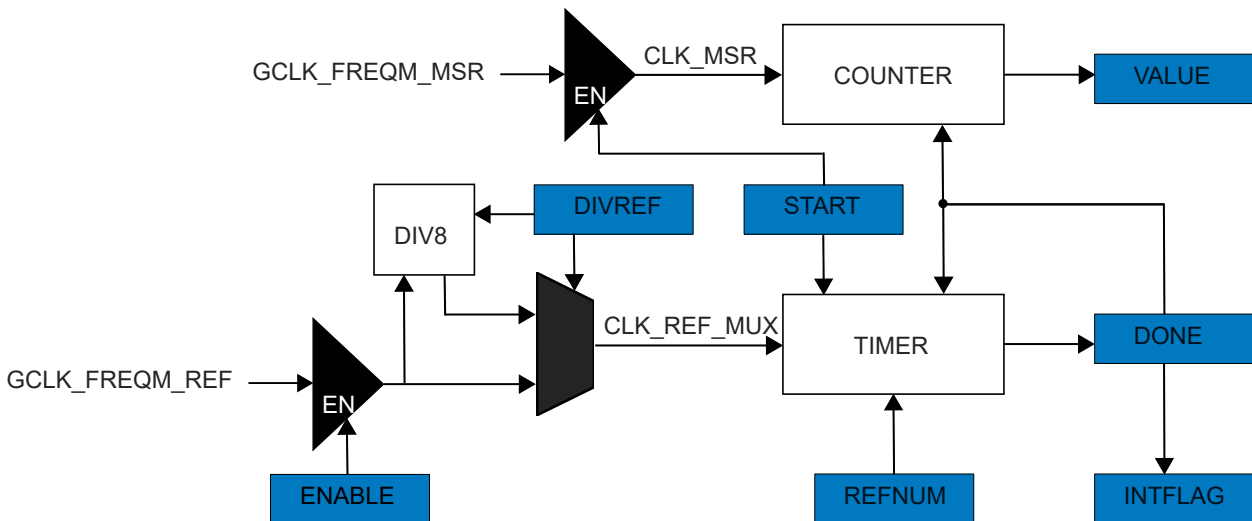 CLK_MSR
GCLK_FREQM_MSR
COUNTER
VALUE
EN
DIVREF
START
DIV8
CLK_REF_MUX
TIMER
DONE
GCLK_FREQM_REF
EN
ENABLE
REFNUM
INTFLAG